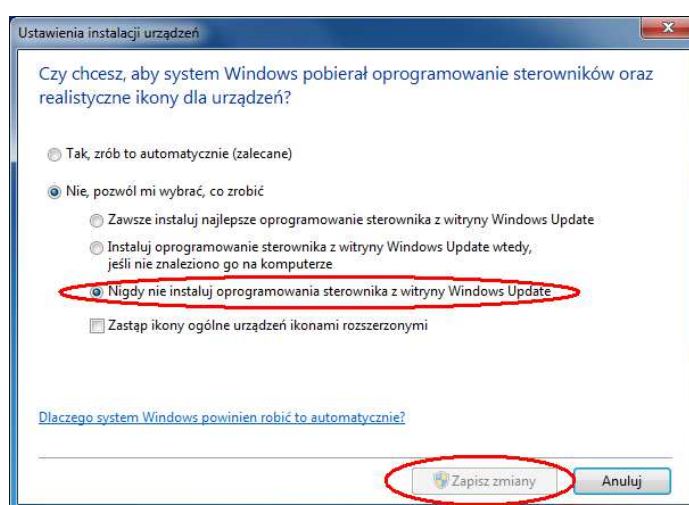 Ustawienia instalacji urządzeń
Czy chcesz, aby system Windows pobierał oprogramowanie sterowników oraz
realistyczne ikony dla urządzeń?
Tak, zrób to automatycznie (zalecane)
Nie, pozwól mi wybrać, co zrobić
Zawsze instaluj najlepsze oprogramowanie sterownika z witryny Windows Update
Instaluj oprogramowanie sterownika z witryny Windows Update wtedy,
jeśli nie znaleziono go na komputerze
Nigdy nie instaluj oprogramowania sterownika z witryny Windows Update
Zastąp ikony ogólne urządzeń ikonami rozszerzonymi
Dlaczego system Windows powinien robić to automatycznie?
Zapisz zmiany Anuluj